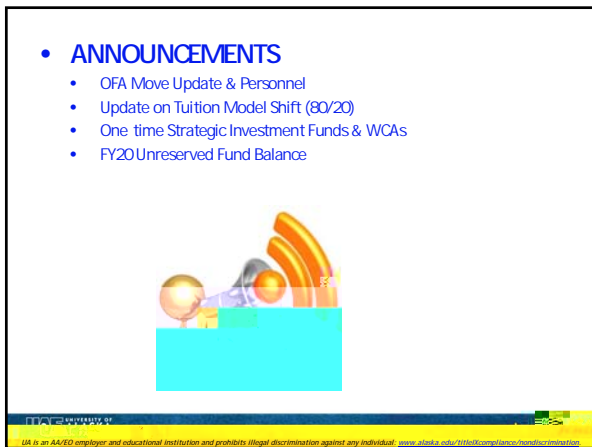 • ANNOUNCEMENTS
• OFA Move Update & Personnel
• Update on Tuition Model Shift (80/20)
• One time Strategic Investment Funds & WCAs
• FY20 Unreserved Fund Balance
UNIVERSITY OF
UA is an AA/EO employer and educational institution and prohibits illegal discrimination against any individual: www.alaska.edu/titleIXcompliance/nondiscrimination.